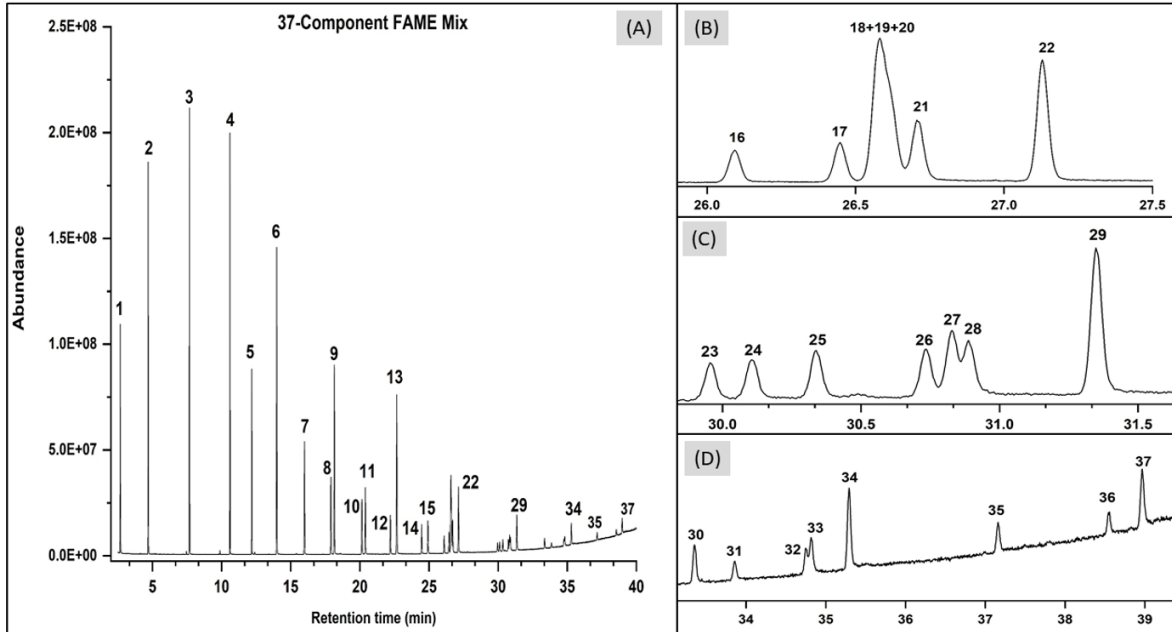 37-Component FAME Mix
(A)
Abundance
2.5E+08
2.0E+08
1.5E+08
1.0E+08
5.0E+07
0.0E+00
1
2
3
4
5
6
7
8
9
10
11
12
13
14
15
22
29
34
35
37
5 10 15 20 25 30 35 40
Retention time (min)
(B)
16
17
18+19+20
21
22
26.0 26.5 27.0 27.5
(C)
23
24
25
26
27
28
29
30.0 30.5 31.0 31.5
(D)
30
31
32
33
34
35
36
37
34 35 36 37 38 39